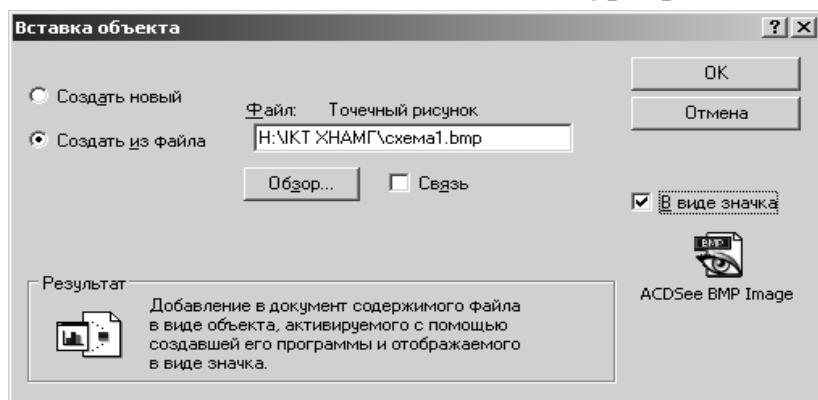 Вставка объекта
Создать новый
Создать из файла
Файл: Точечный рисунок
H:\IKT ХНАМГ\схема1.bmp
Обзор...
Связь
OK
Отмена
В виде значка
BMP
ACDSee BMP Image
Результат
Добавление в документ содержимого файла
в виде объекта, активируемого с помощью
создавшей его программы и отображаемого
в виде значка.